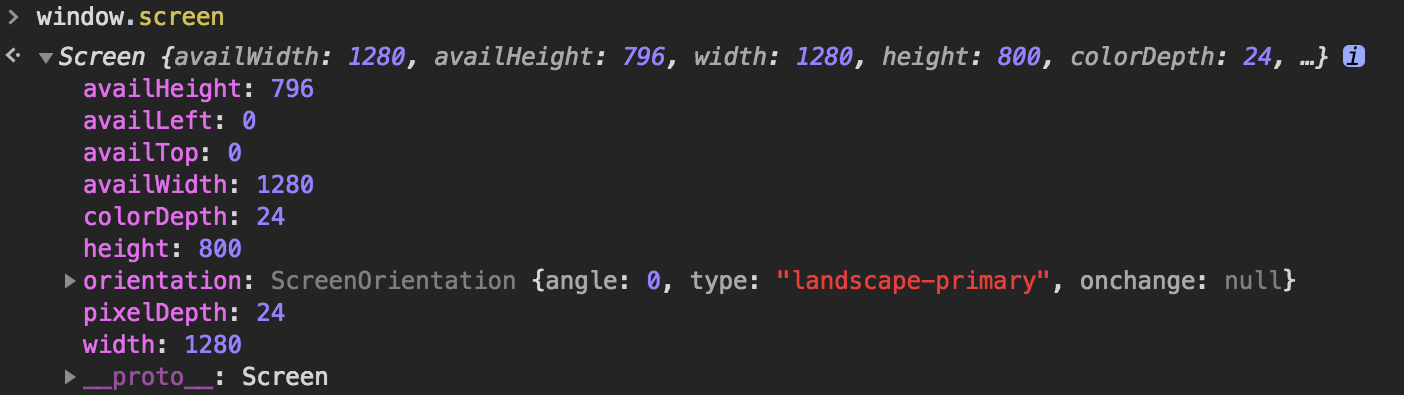 > window.screen
Screen {availWidth: 1280, availHeight: 796, width: 1280, height: 800, colorDepth: 24, …} i
availHeight: 796
availLeft: 0
availTop: 0
availWidth: 1280
colorDepth: 24
height: 800
orientation: ScreenOrientation {angle: 0, type: "landscape-primary", onchange: null}
pixelDepth: 24
width: 1280
__proto__: Screen